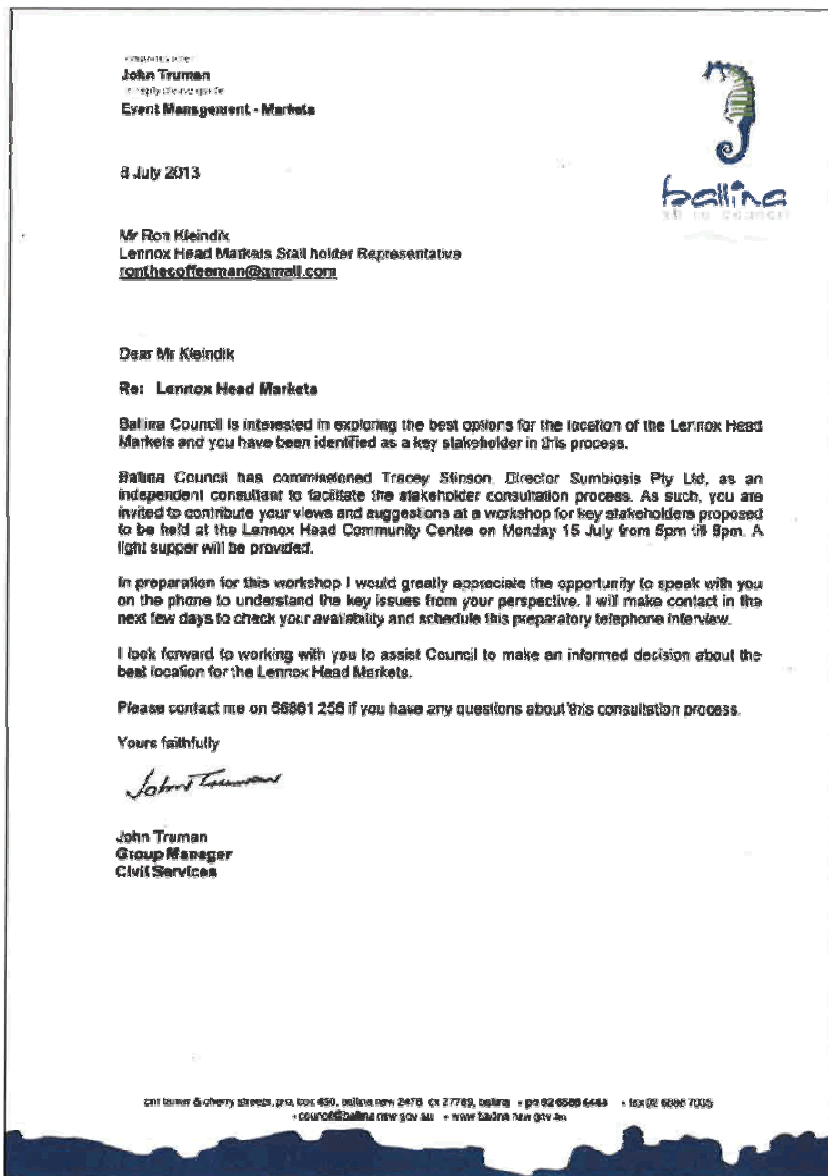 John Truman
Event Management - Markets
8 July 2013
ballina
shire council
Mr Ron Kleindik
Lennox Head Markets Stall holder Representative
ronthecoffeeman@gmail.com
Dear Mr Kleindik
Re: Lennox Head Markets
Ballina Council is interested in exploring the best options for the location of the Lennox Head
Markets and you have been identified as a key stakeholder in this process.
Ballina Council has commissioned Tracey Stinson, Director Sumbiosis Pty Ltd, as an
independent consultant to facilitate the stakeholder consultation process. As such, you are
invited to contribute your views and suggestions at a workshop for key stakeholders proposed
to be held at the Lennox Head Community Centre on Monday 15 July from 5pm till 8pm. A
light supper will be provided.
In preparation for this workshop I would greatly appreciate the opportunity to speak with you
on the phone to understand the key issues from your perspective. I will make contact in the
next few days to check your availability and schedule this preparatory telephone interview.
I look forward to working with you to assist Council to make an informed decision about the
best location for the Lennox Head Markets.
Please contact me on 66861 256 if you have any questions about this consultation process.
Yours faithfully
John Truman
John Truman
Group Manager
Civil Services